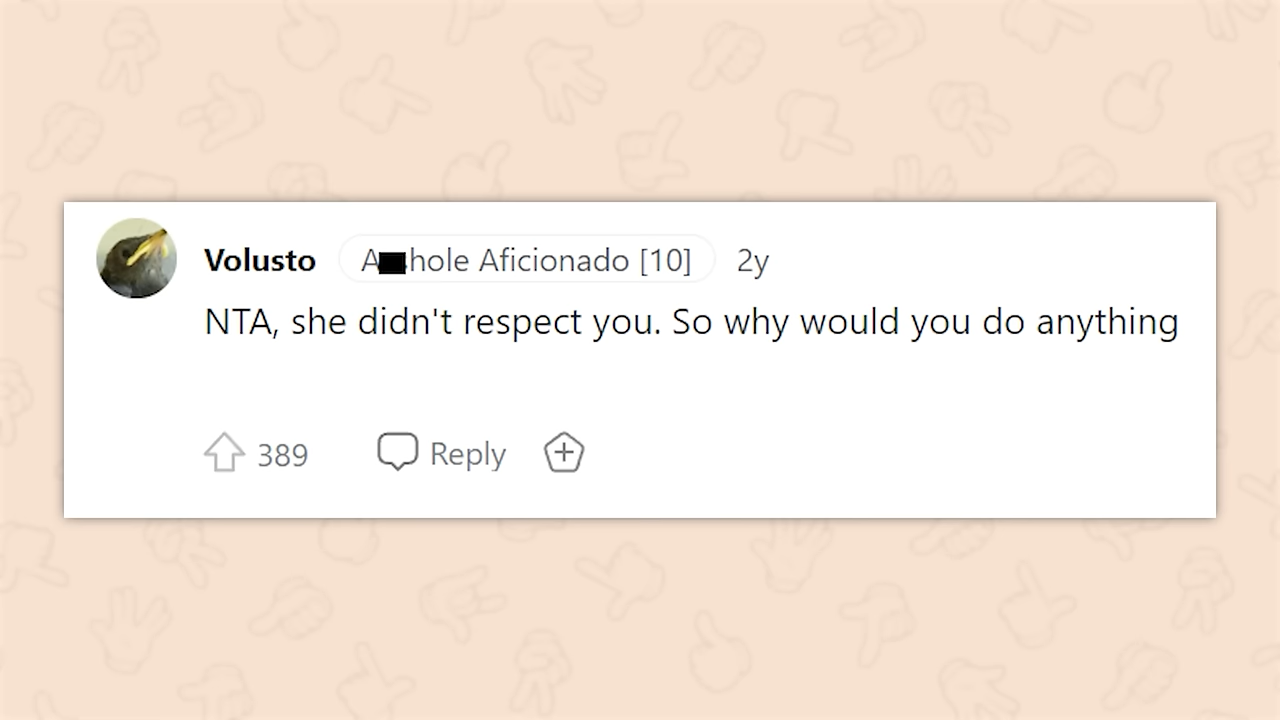 Volusto A hole Aficionado [10] 2y
NTA, she didn't respect you. So why would you do anything
389 Reply